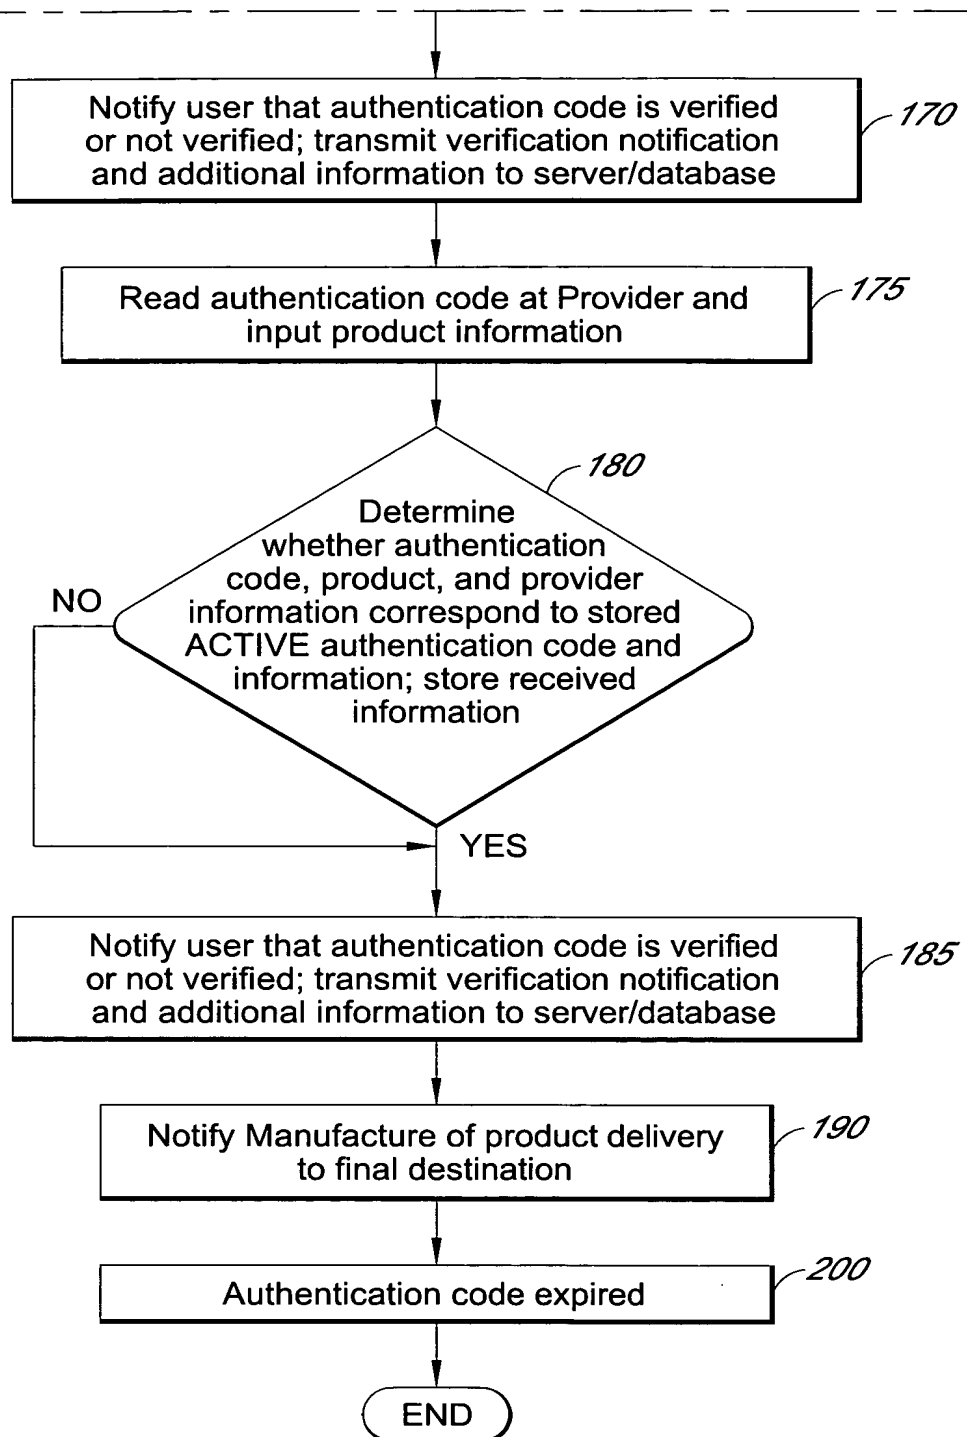 Notify user that authentication code is verified
or not verified; transmit verification notification
and additional information to server/database
170
Read authentication code at Provider and
input product information
175
180
Determine
whether authentication
code, product, and provider
information correspond to stored
ACTIVE authentication code and
information; store received
information
NO
YES
Notify user that authentication code is verified
or not verified; transmit verification notification
and additional information to server/database
185
Notify Manufacture of product delivery
to final destination
190
Authentication code expired
200
END